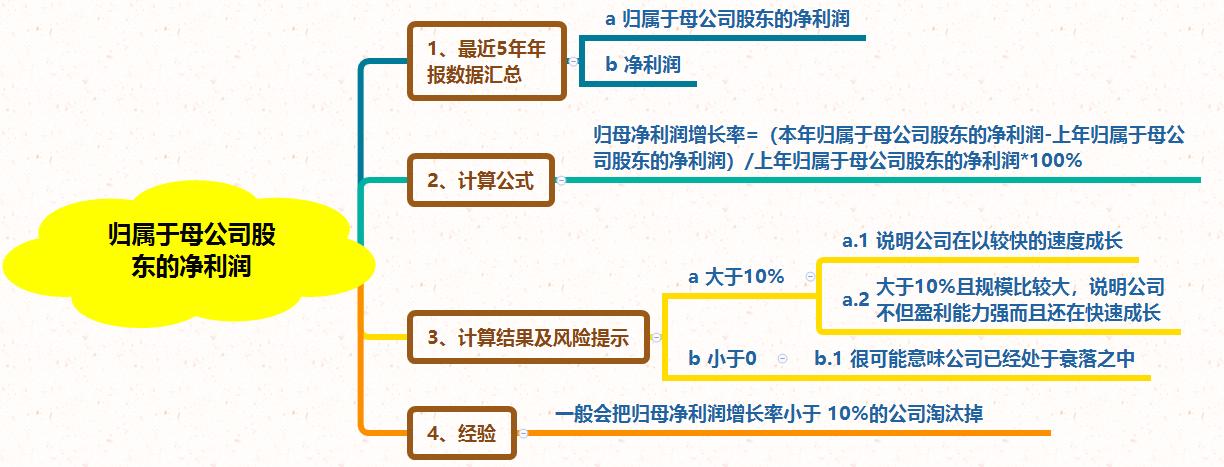 归属于母公司股
东的净利润
1、最近5年年
报数据汇总
a 归属于母公司股东的净利润
b 净利润
2、计算公式
归母净利润增长率=（本年归属于母公司股东的净利润-上年归属于母公
司股东的净利润）/上年归属于母公司股东的净利润*100%
3、计算结果及风险提示
a 大于10%
a.1 说明公司在以较快的速度成长
a.2 大于10%且规模比较大，说明公司
不但盈利能力强而且还在快速成长
b 小于0
b.1 很可能意味公司已经处于衰落之中
4、经验
一般会把归母净利润增长率小于 10%的公司淘汰掉